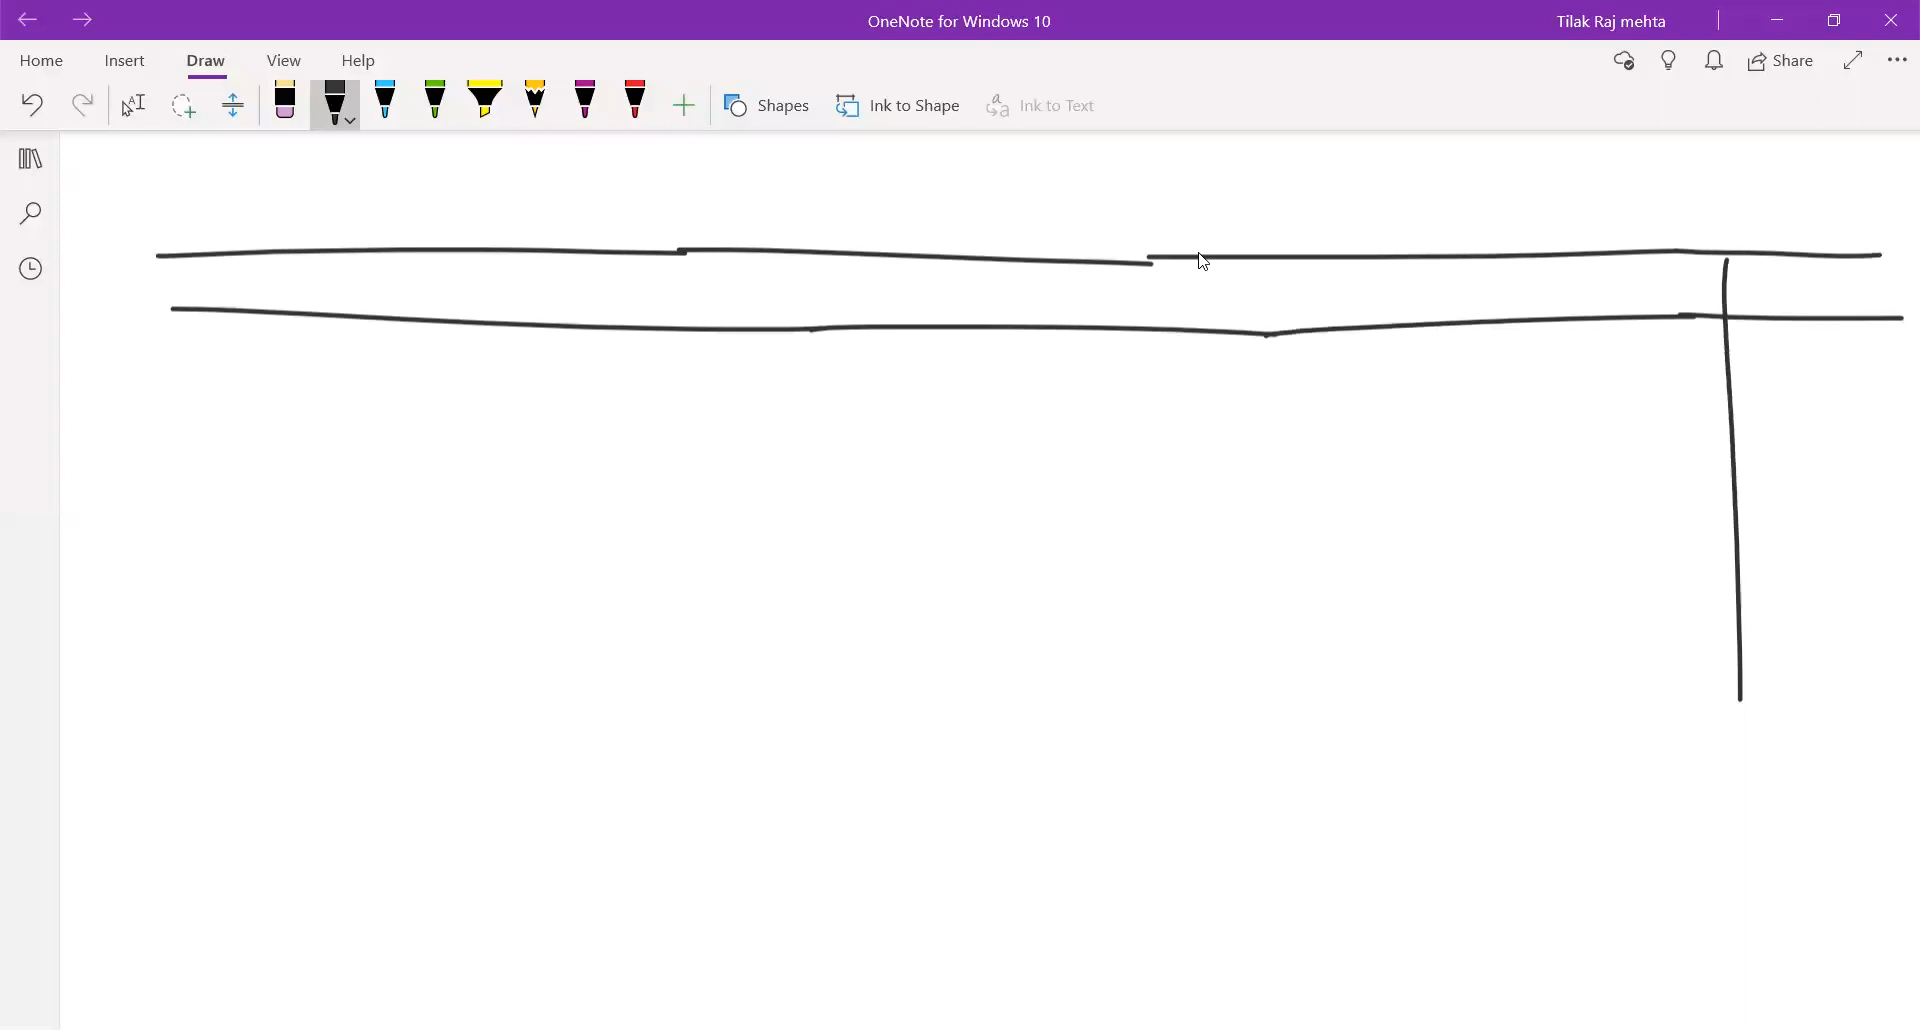 OneNote for Windows 10
Tilak Raj mehta
Home Insert Draw View Help
Share
Shapes Ink to Shape Ink to Text